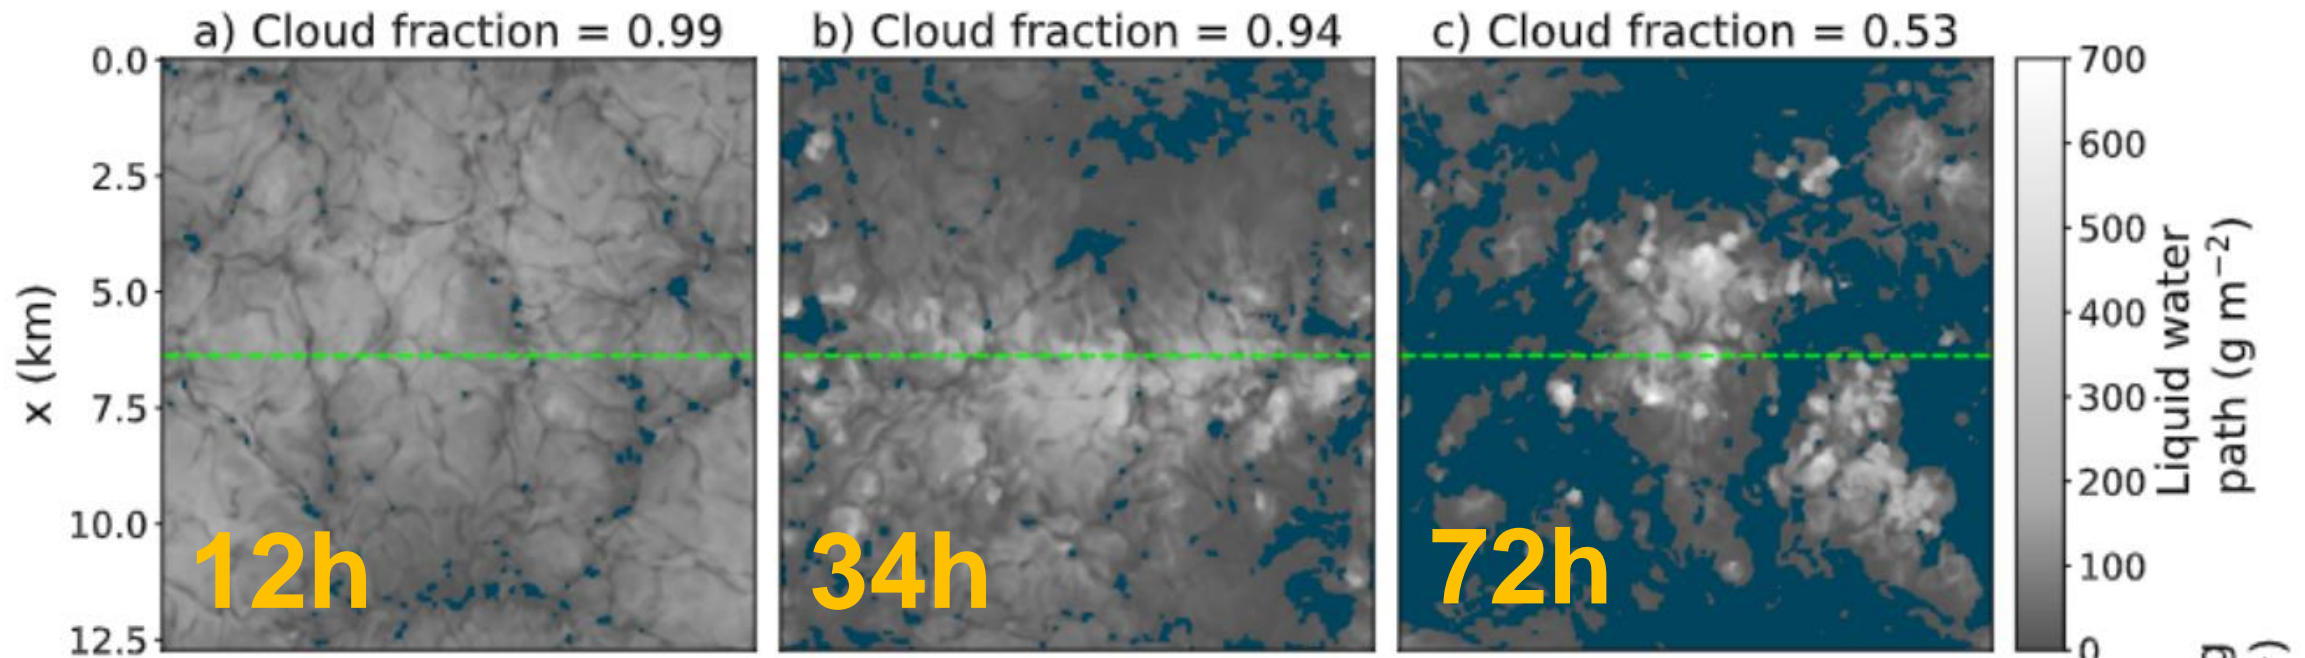 a) Cloud fraction = 0.99
b) Cloud fraction = 0.94
c) Cloud fraction = 0.53
0.0
2.5
5.0
7.5
10.0
12.5
x (km)
12h
34h
72h
700
600
500
400
300
200
100
0
Liquid water
path (g m⁻²)